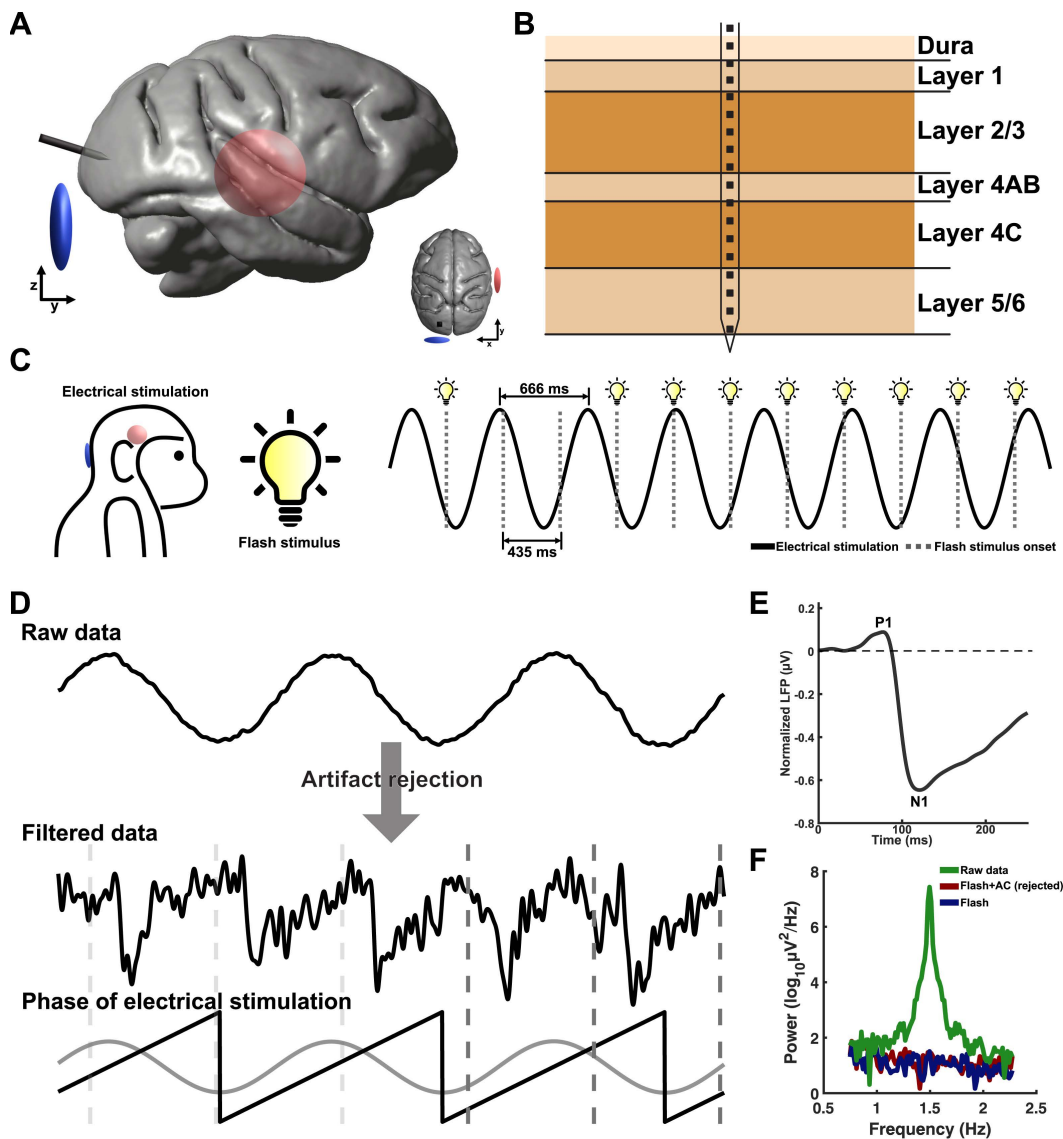 A
z
y
y
x
B
Dura
Layer 1
Layer 2/3
Layer 4AB
Layer 4C
Layer 5/6
C
Electrical stimulation
Flash stimulus
666 ms
435 ms
Electrical stimulation
Flash stimulus onset
D
Raw data
Artifact rejection
Filtered data
Phase of electrical stimulation
E
Normalized LFP (µV)
0.2
0
-0.2
-0.4
-0.6
-0.8
P1
N1
0
100
200
Time (ms)
F
Power (log₁₀µV²/Hz)
8
6
4
2
0
Raw data
Flash+AC (rejected)
Flash
0.5
1
1.5
2
2.5
Frequency (Hz)